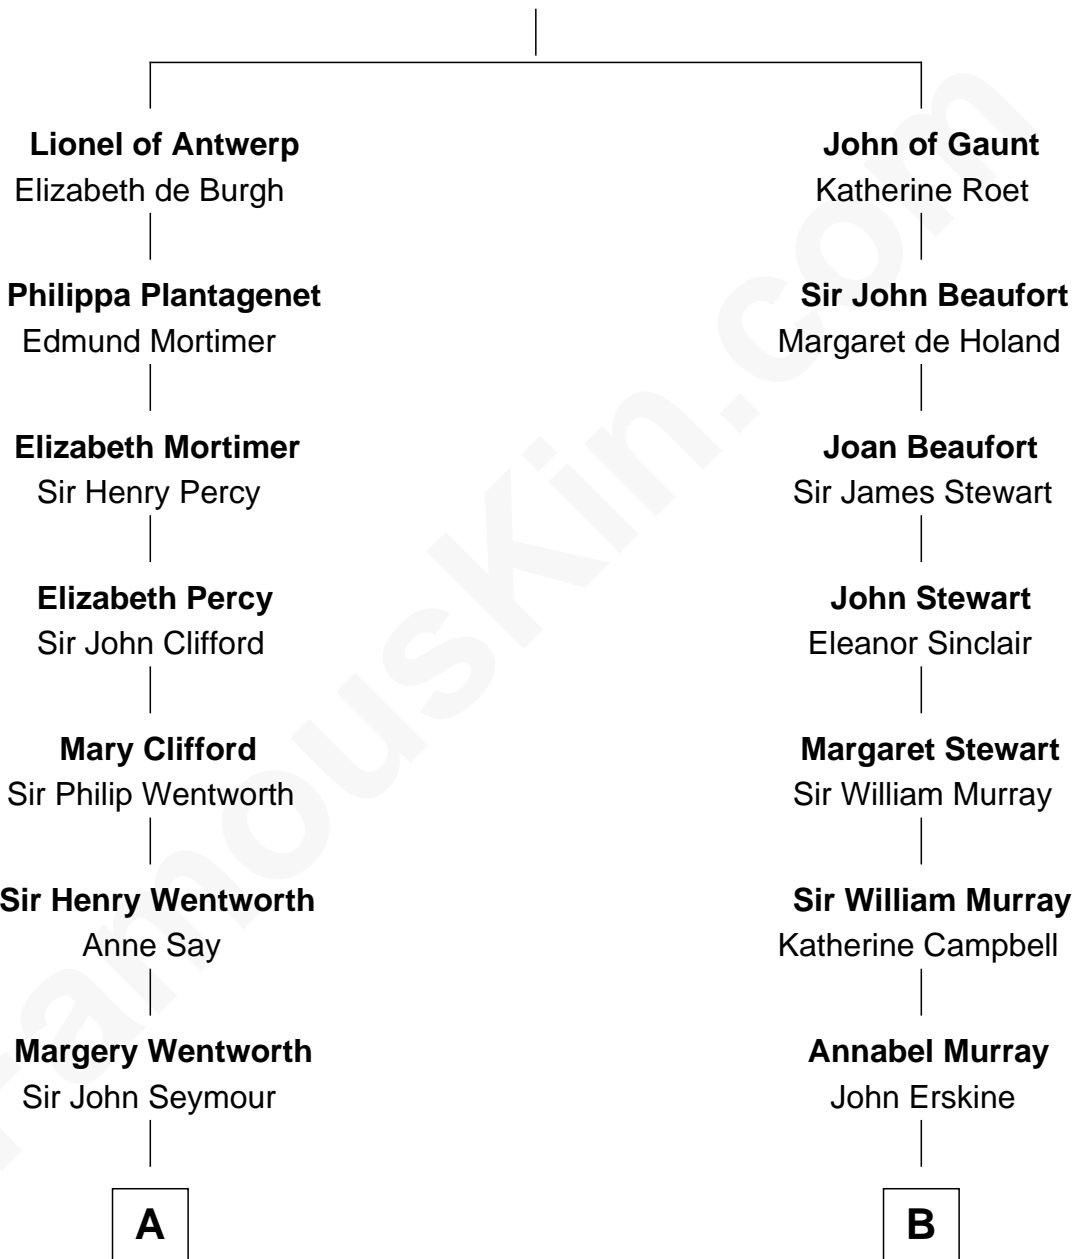 Lionel of Antwerp
Elizabeth de Burgh
Philippa Plantagenet
Edmund Mortimer
Elizabeth Mortimer
Sir Henry Percy
Elizabeth Percy
Sir John Clifford
Mary Clifford
Sir Philip Wentworth
Sir Henry Wentworth
Anne Say
Margery Wentworth
Sir John Seymour
A
John of Gaunt
Katherine Roet
Sir John Beaufort
Margaret de Holand
Joan Beaufort
Sir James Stewart
John Stewart
Eleanor Sinclair
Margaret Stewart
Sir William Murray
Sir William Murray
Katherine Campbell
Annabel Murray
John Erskine
B
FamousKin.com